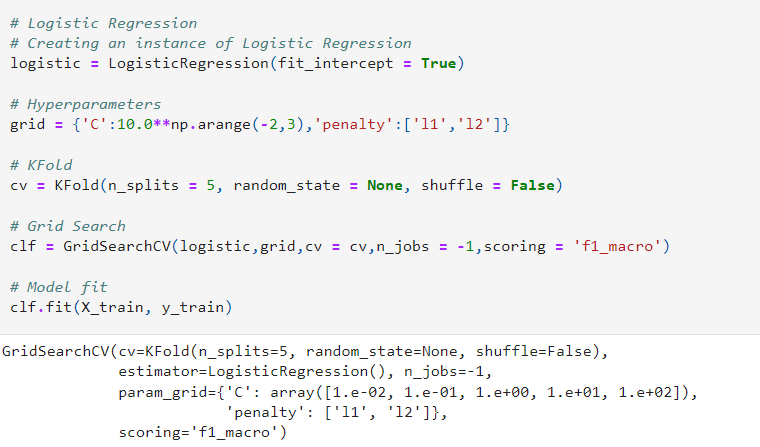 # Logistic Regression
# Creating an instance of Logistic Regression
logistic = LogisticRegression(fit_intercept = True)
# Hyperparameters
grid = {'C':10.0**np.arange(-2,3),'penalty':['l1','l2']}
# KFold
cv = KFold(n_splits = 5, random_state = None, shuffle = False)
# Grid Search
clf = GridSearchCV(logistic,grid,cv = cv,n_jobs = -1,scoring = 'f1_macro')
# Model fit
clf.fit(X_train, y_train)
GridSearchCV(cv=KFold(n_splits=5, random_state=None, shuffle=False),
estimator=LogisticRegression(), n_jobs=-1,
param_grid={'C': array([1.e-02, 1.e-01, 1.e+00, 1.e+01, 1.e+02]),
'penalty': ['l1', 'l2']},
scoring='f1_macro')